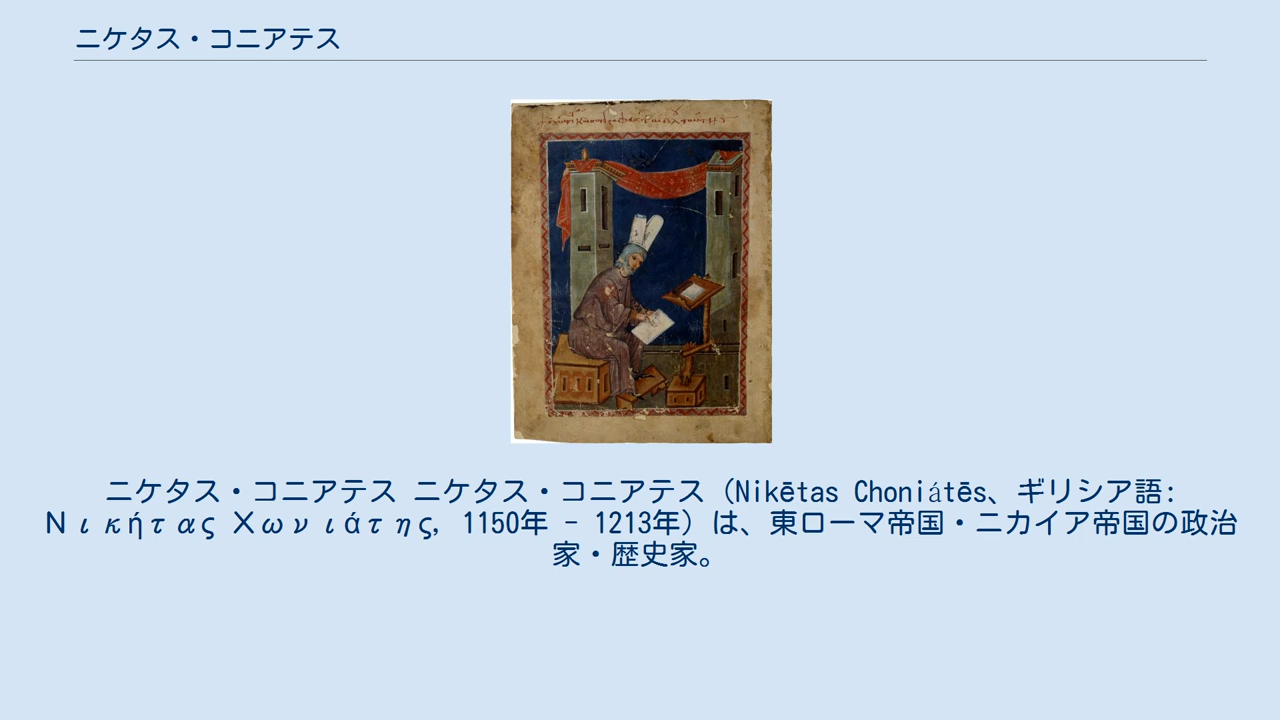 ニケタス・コニアテス
ニケタス・コニアテス ニケタス・コニアテス（Nikētas Choniátēs、ギリシア語:
Νικήτας Χωνιάτης, 1150年 - 1213年）は、東ローマ帝国・ニカイア帝国の政治
家・歴史家。